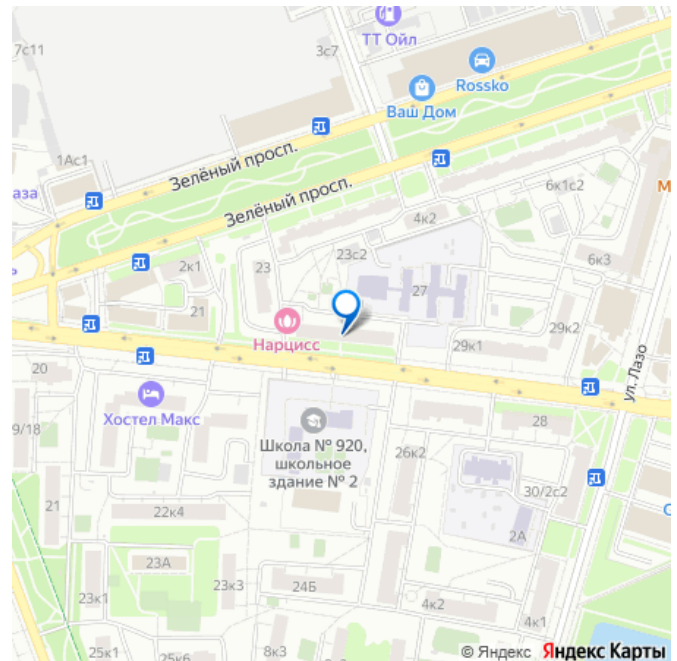 ТТ Ойл
7с11
3с7
Rossko
Ваш Дом
1Ас1
Зелёный просп.
аза
Зелёный просп.
6к1с2
М
4к2
23с2
6к3
2к1
23
27
21
Нарцисс
29к2
29к1
ул. Лазо
20
Хостел Макс
28
9/18
Школа № 920,
школьное
здание № 2
26к2
30/2с2
21
22к4
С
2А
23А
23к3
24Б
23к1
4к2
4к1
25к1
25к6
8к3
© Яндекс Яндекс Карты